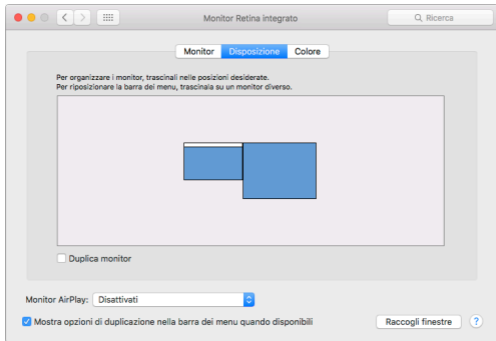 Monitor Retina integrato
Ricerca
Monitor Disposizione Colore
Per organizzare i monitor, trascinali nelle posizioni desiderate.
Per riposizionare la barra dei menu, trascinala su un monitor diverso.
Duplica monitor
Monitor AirPlay: Disattivati
Mostra opzioni di duplicazione nella barra dei menu quando disponibili
Raccogli finestre ?